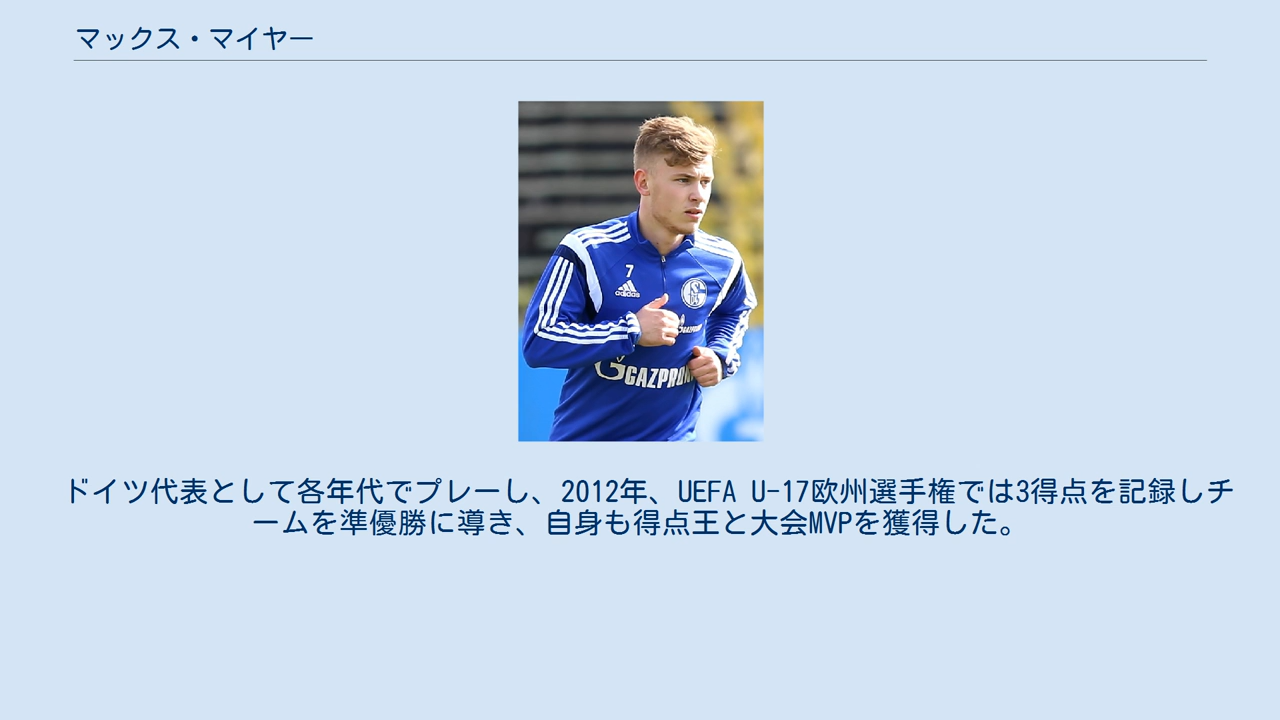 マックス・マイヤー
7
adidas
GAZPROM
GAZPROM
ドイツ代表として各年代でプレーし、2012年、UEFA U-17欧州選手権では3得点を記録しチ
ームを準優勝に導き、自身も得点王と大会MVPを獲得した。